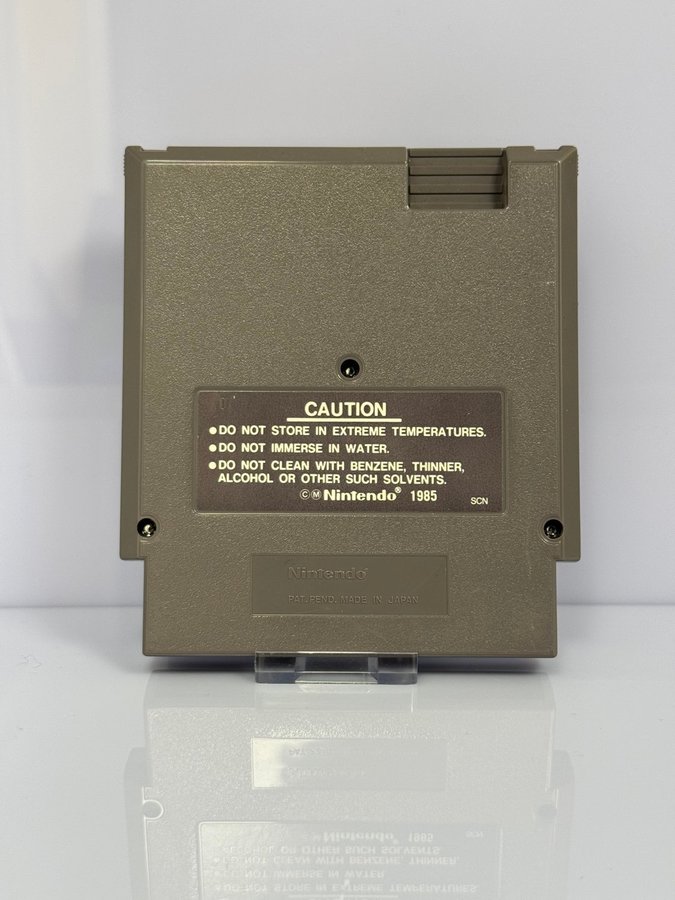 CAUTION
●DO NOT STORE IN EXTREME TEMPERATURES.
●DO NOT IMMERSE IN WATER.
●DO NOT CLEAN WITH BENZENE, THINNER,
ALCOHOL OR OTHER SUCH SOLVENTS.
©Ⓜ Nintendo® 1985
SCN
Nintendo®
PAT.PEND. MADE IN JAPAN